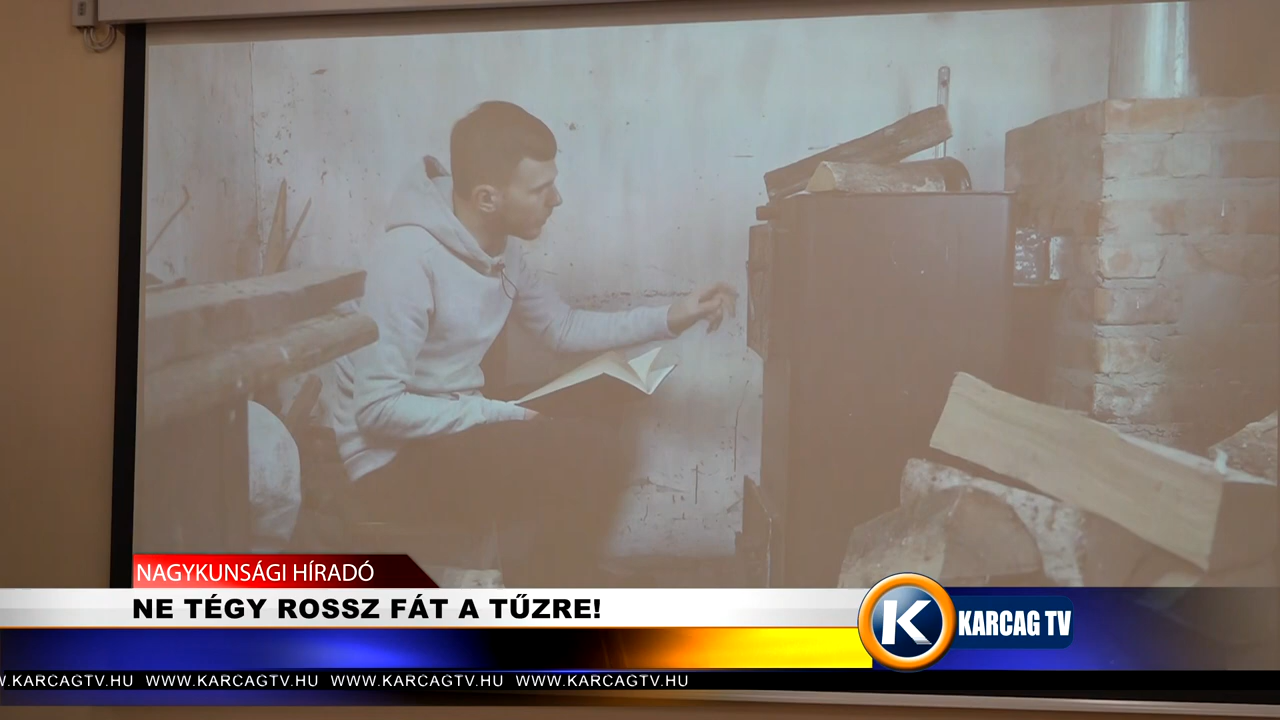 NAGYKUNSÁGI HÍRADÓ
NE TÉGY ROSSZ FÁT A TŰZRE!
K KARCAG TV
W.KARCAGTV.HU WWW.KARCAGTV.HU WWW.KARCAGTV.HU WWW.KARCAGTV.HU